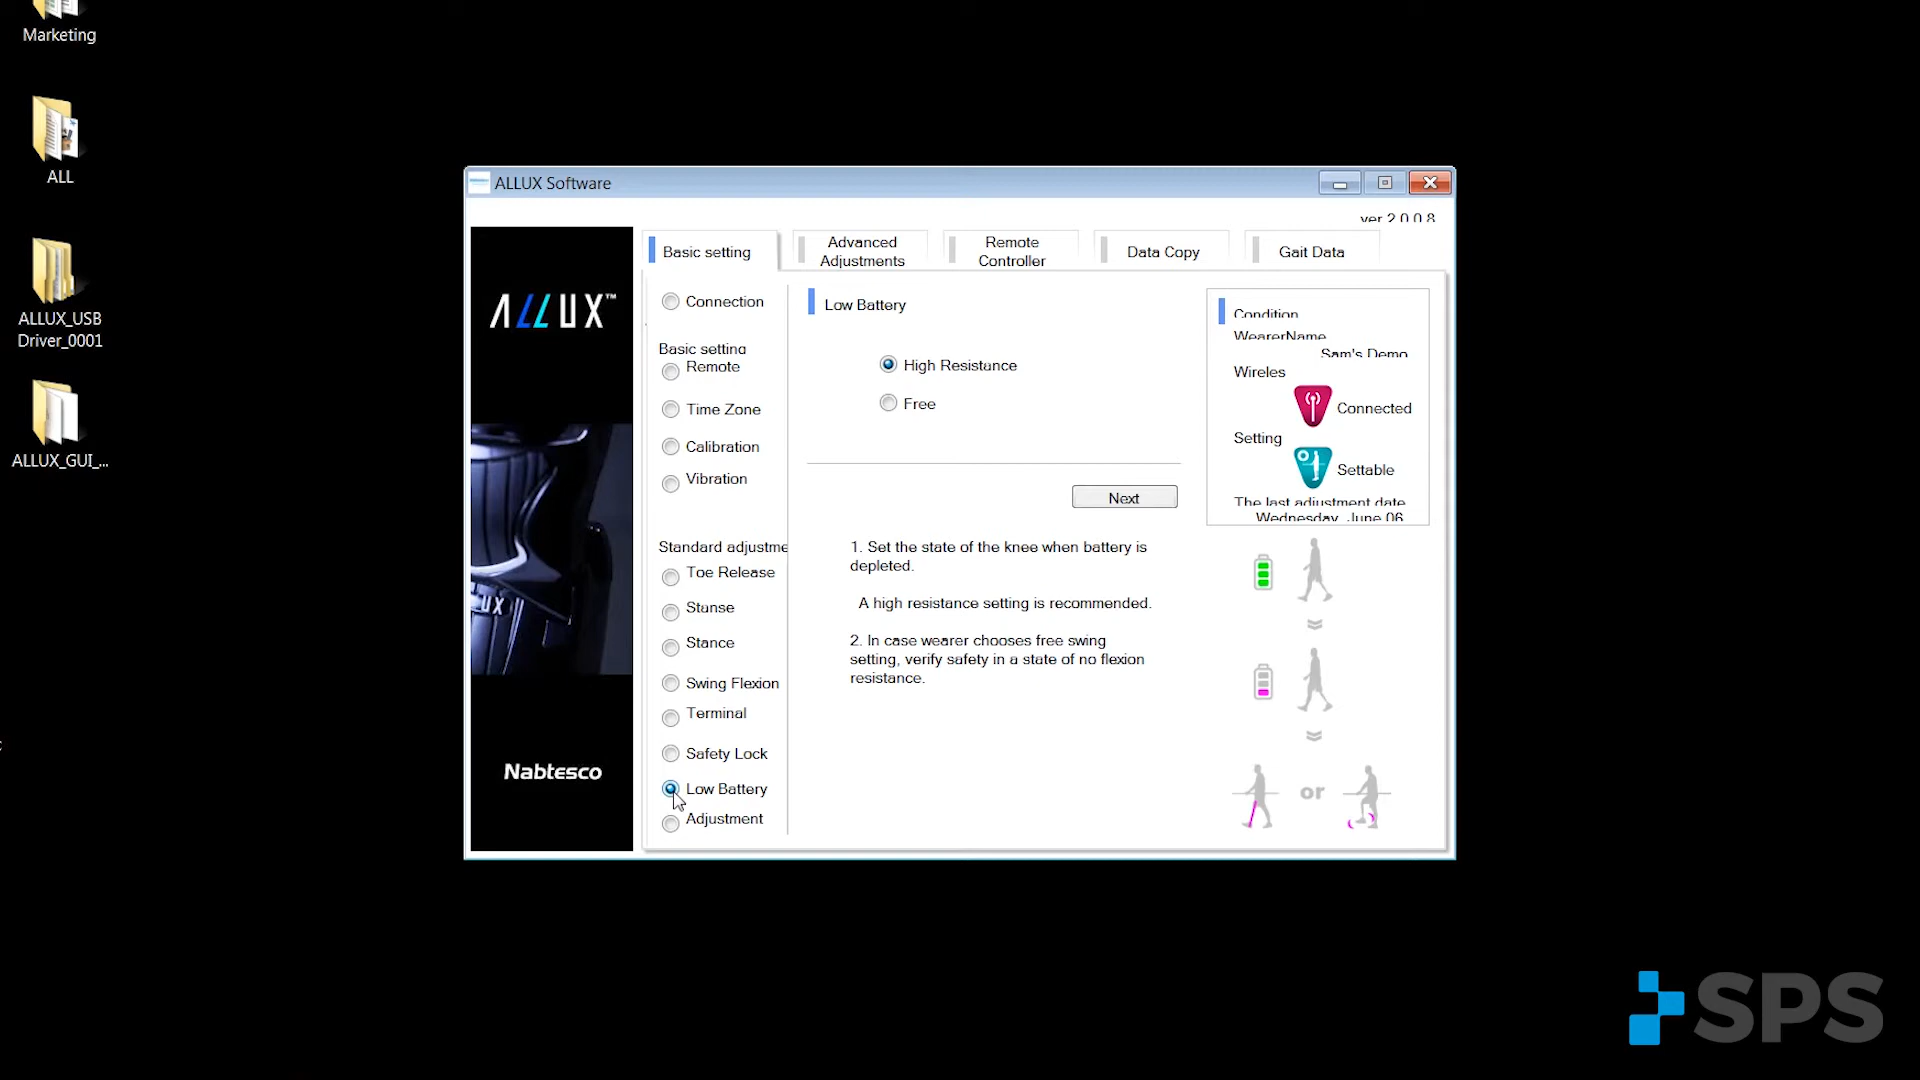 Marketing
ALL
ALLUX_USB
Driver_0001
ALLUX_GUI_...
ALLUX Software
ver 2.0.0.8
ALLUX™
Nabtesco
Basic setting
Advanced
Adjustments
Remote
Controller
Data Copy
Gait Data
Connection
Basic setting
Remote
Time Zone
Calibration
Vibration
Standard adjustme
Toe Release
Stanse
Stance
Swing Flexion
Terminal
Safety Lock
Low Battery
Adjustment
Low Battery
High Resistance
Free
Next
1. Set the state of the knee when battery is
depleted.
A high resistance setting is recommended.
2. In case wearer chooses free swing
setting, verify safety in a state of no flexion
resistance.
Condition
WearerName
Sam's Demo
Wireles
Connected
Setting
Settable
The last adjustment date
Wednesday, June 06
or
SPS